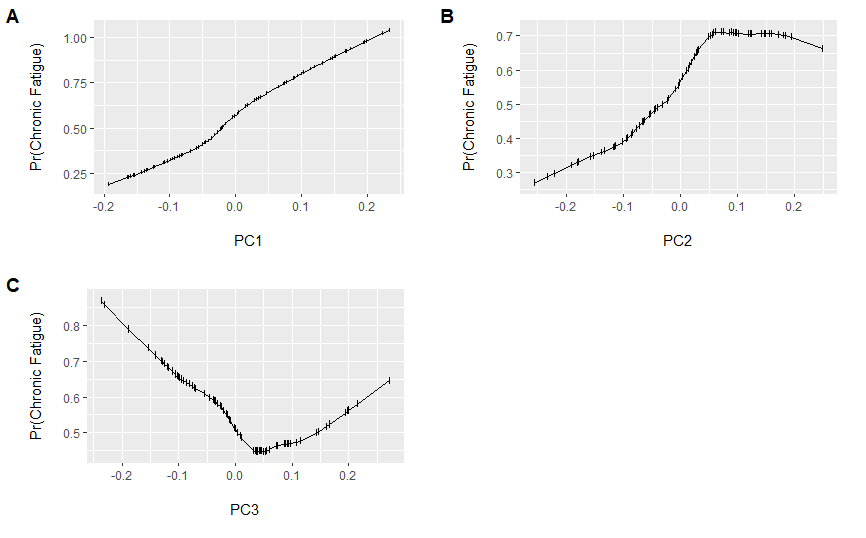 A
Pr(Chronic Fatigue)
1.00
0.75
0.50
0.25
-0.2 -0.1 0.0 0.1 0.2
PC1
B
Pr(Chronic Fatigue)
0.7
0.6
0.5
0.4
0.3
-0.2 -0.1 0.0 0.1 0.2
PC2
C
Pr(Chronic Fatigue)
0.8
0.7
0.6
0.5
-0.2 -0.1 0.0 0.1 0.2
PC3